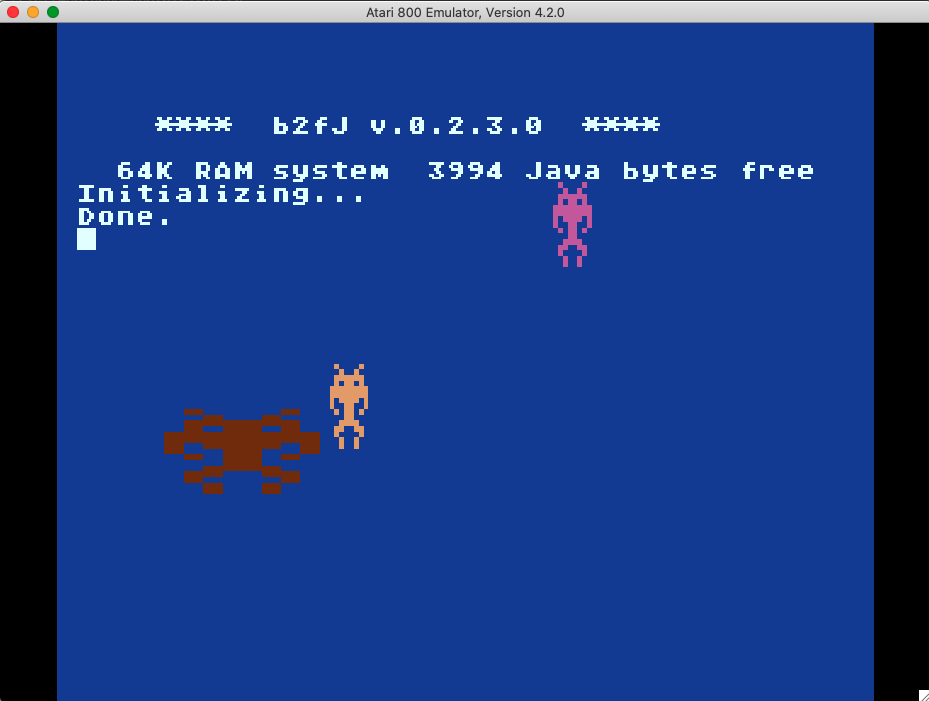 Atari 800 Emulator, Version 4.2.0
**** b2fJ v.0.2.3.0 ****
64K RAM system 3994 Java bytes free
Initializing...
Done.